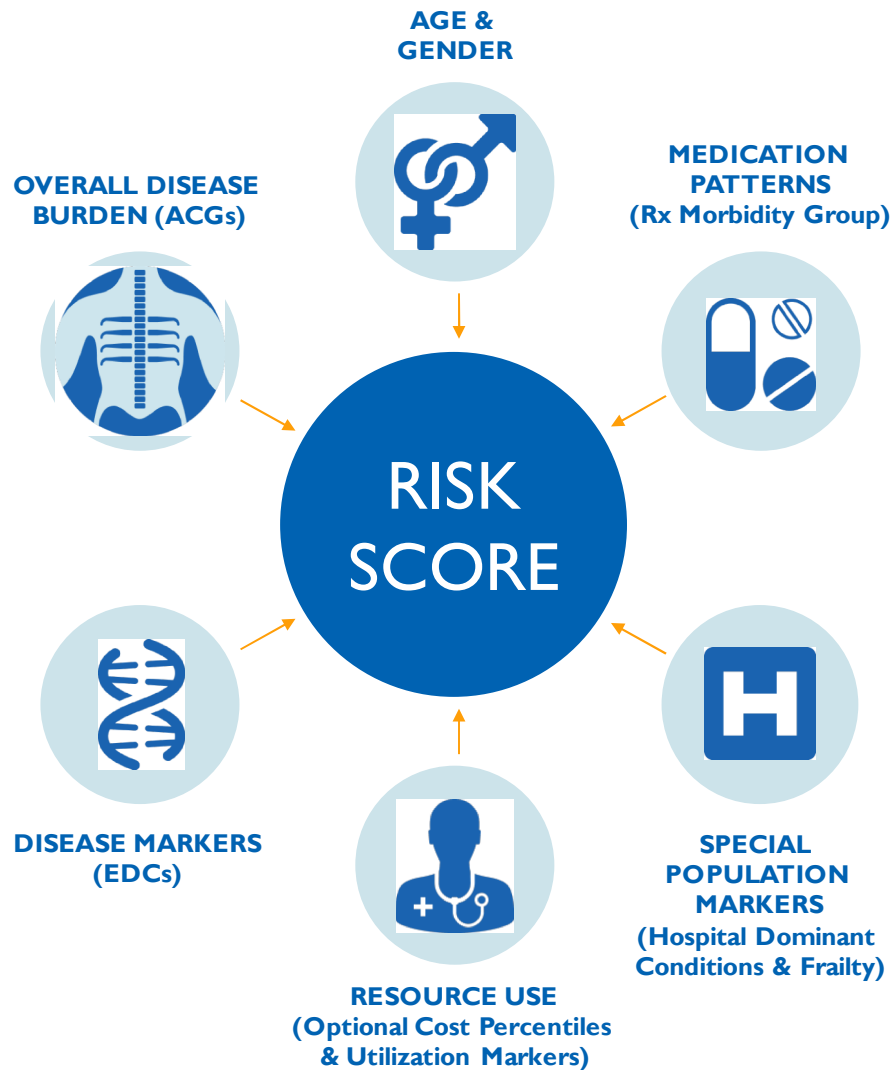 AGE &
GENDER
MEDICATION
PATTERNS
(Rx Morbidity Group)
OVERALL DISEASE
BURDEN (ACGs)
RISK
SCORE
H
DISEASE MARKERS
(EDCs)
SPECIAL
POPULATION
MARKERS
(Hospital Dominant
Conditions & Frailty)
RESOURCE USE
(Optional Cost Percentiles
& Utilization Markers)